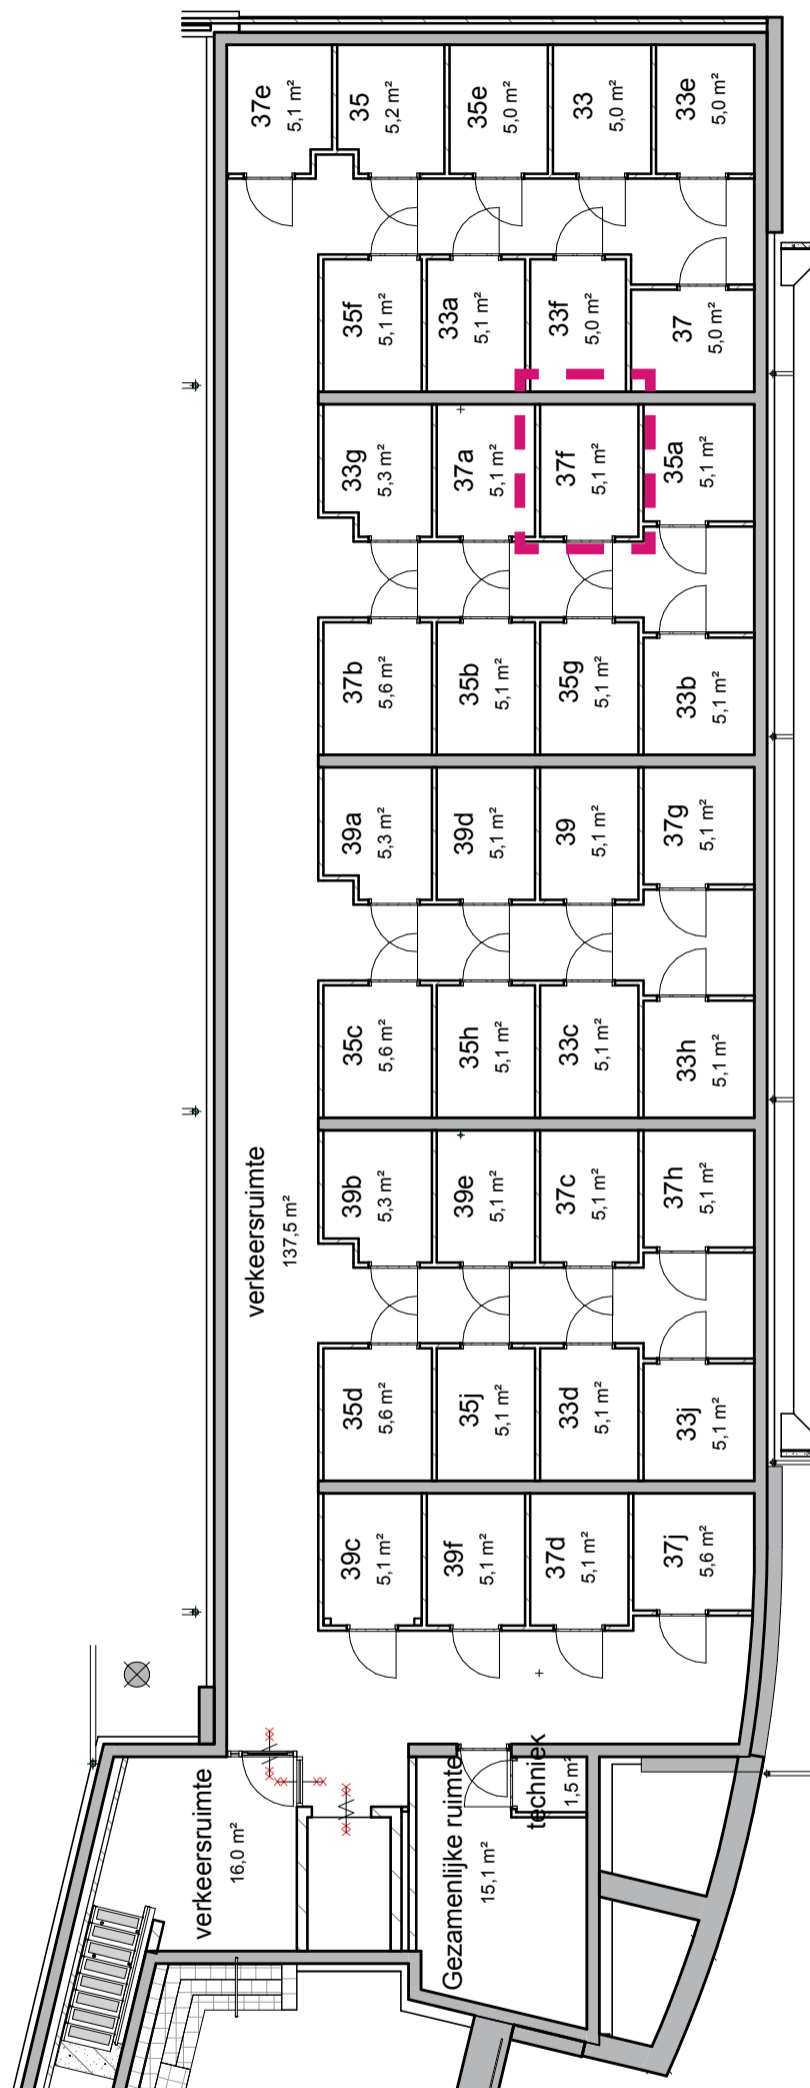 37e
5,1 m²
35
5,2 m²
35e
5,0 m²
33
5,0 m²
33e
5,0 m²
35f
5,1 m²
33a
5,1 m²
33f
5,0 m²
37
5,0 m²
33g
5,3 m²
37a
5,1 m²
37f
5,1 m²
35a
5,1 m²
37b
5,6 m²
35b
5,1 m²
35g
5,1 m²
33b
5,1 m²
39a
5,3 m²
39d
5,1 m²
39
5,1 m²
37g
5,1 m²
35c
5,6 m²
35h
5,1 m²
33c
5,1 m²
33h
5,1 m²
verkeersruimte
137,5 m²
39b
5,3 m²
39e
5,1 m²
37c
5,1 m²
37h
5,1 m²
35d
5,6 m²
35j
5,1 m²
33d
5,1 m²
33j
5,1 m²
39c
5,1 m²
39f
5,1 m²
37d
5,1 m²
37j
5,6 m²
verkeersruimte
16,0 m²
Gezamenlijke ruimte
15,1 m²
techniek
1,5 m²